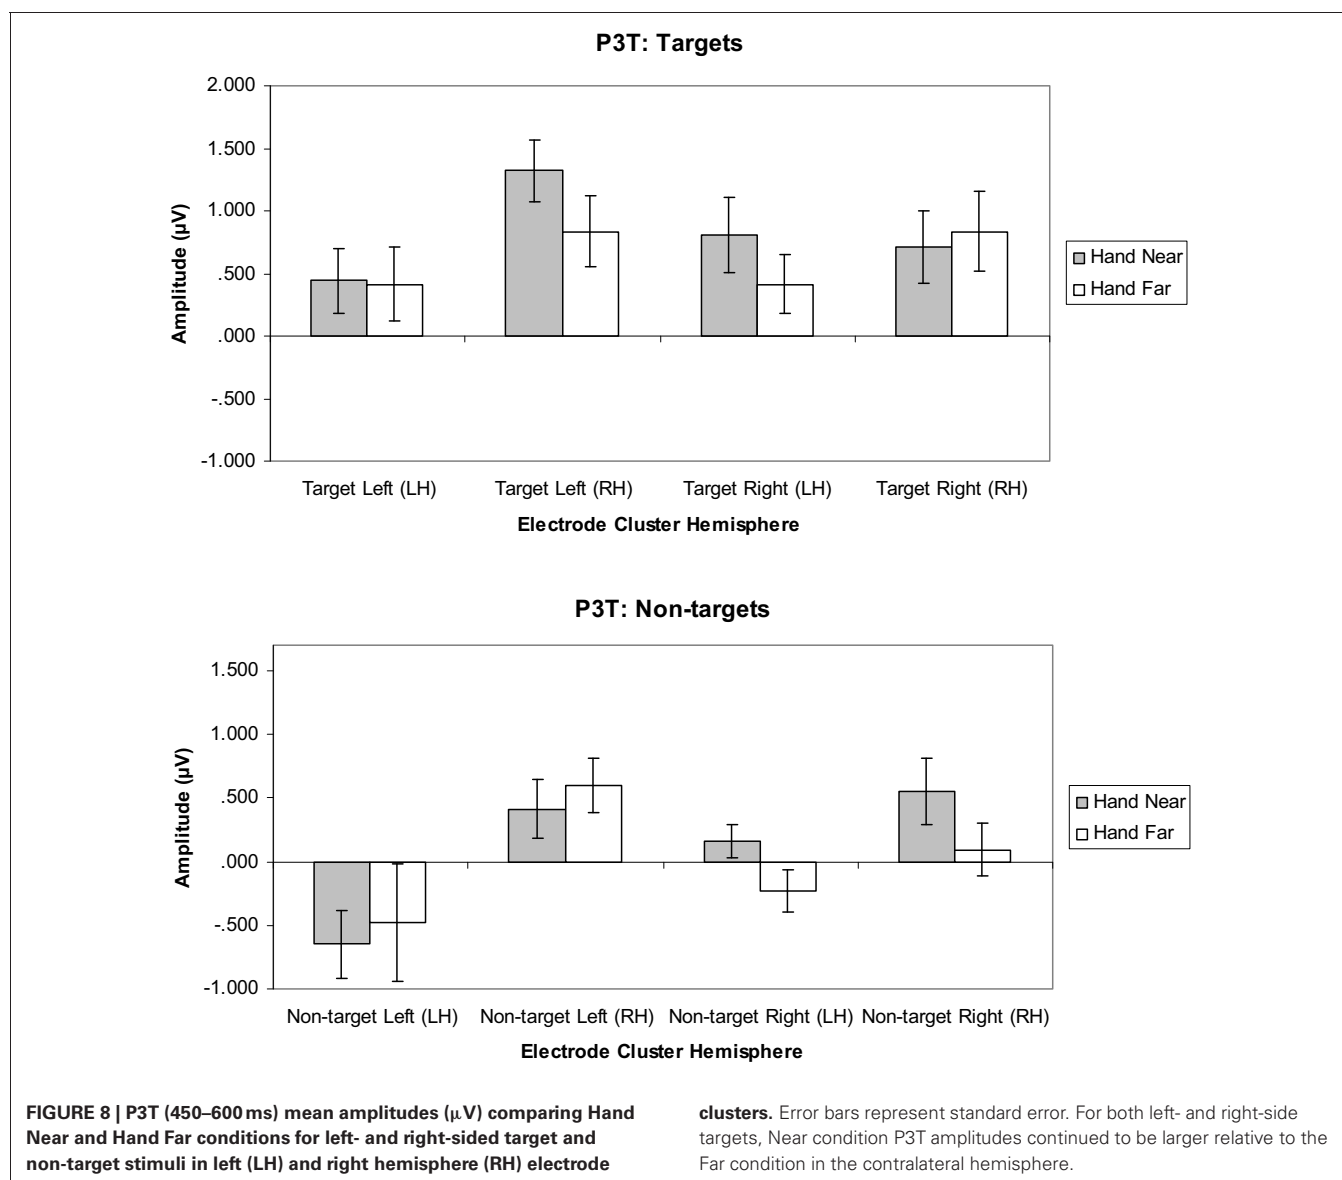 P3T: Targets
2.000
1.500
1.000
.500
.000
-.500
-1.000
Amplitude (µV)
Target Left (LH) Target Left (RH) Target Right (LH) Target Right (RH)
Electrode Cluster Hemisphere
Hand Near
Hand Far
P3T: Non-targets
1.500
1.000
.500
.000
-.500
-1.000
Amplitude (µV)
Non-target Left (LH) Non-target Left (RH) Non-target Right (LH) Non-target Right (RH)
Electrode Cluster Hemisphere
Hand Near
Hand Far
FIGURE 8 | P3T (450–600 ms) mean amplitudes (µV) comparing Hand
Near and Hand Far conditions for left- and right-sided target and
non-target stimuli in left (LH) and right hemisphere (RH) electrode
clusters. Error bars represent standard error. For both left- and right-side
targets, Near condition P3T amplitudes continued to be larger relative to the
Far condition in the contralateral hemisphere.